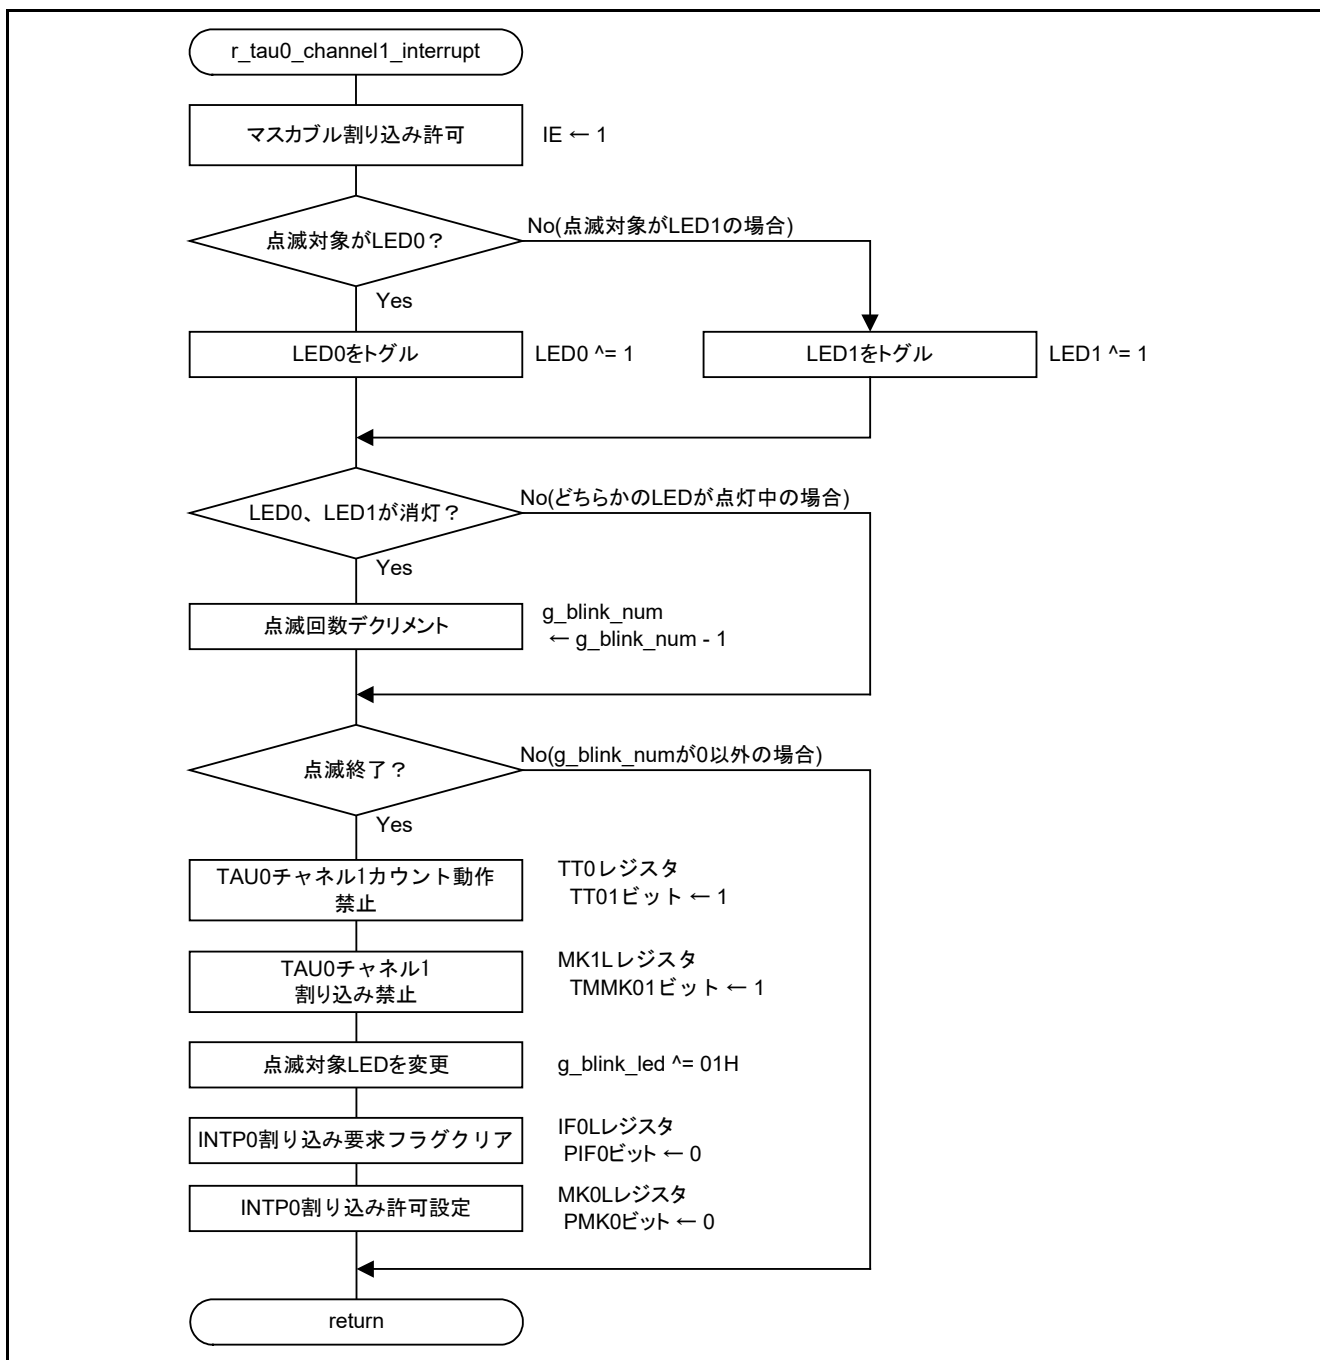 r_tau0_channel1_interrupt
マスカブル割り込み許可
IE ← 1
点滅対象がLED0？
No(点滅対象がLED1の場合)
Yes
LED0をトグル
LED0 ^= 1
LED1をトグル
LED1 ^= 1
LED0、LED1が消灯？
No(どちらかのLEDが点灯中の場合)
Yes
点滅回数デクリメント
g_blink_num
← g_blink_num - 1
点滅終了？
No(g_blink_numが0以外の場合)
Yes
TAU0チャネル1カウント動作
禁止
TT0レジスタ
TT01ビット ← 1
TAU0チャネル1
割り込み禁止
MK1Lレジスタ
TMMK01ビット ← 1
点滅対象LEDを変更
g_blink_led ^= 01H
INTP0割り込み要求フラグクリア
IF0Lレジスタ
PIF0ビット ← 0
INTP0割り込み許可設定
MK0Lレジスタ
PMK0ビット ← 0
return